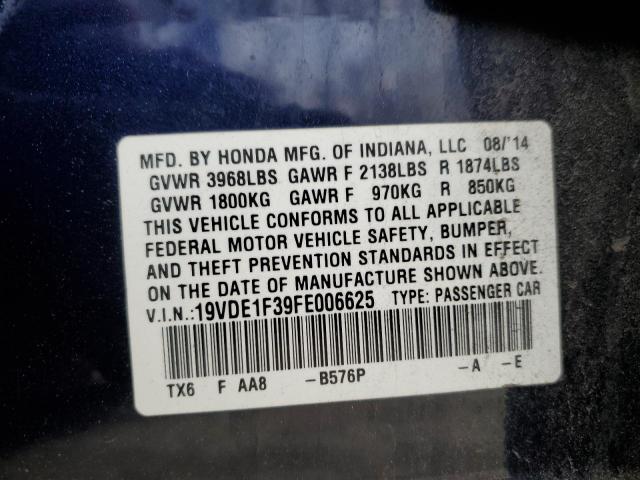 MFD. BY HONDA MFG. OF INDIANA, LLC 08/'14
GVWR 3968LBS GAWR F 2138LBS R 1874LBS
GVWR 1800KG GAWR F 970KG R 850KG
THIS VEHICLE CONFORMS TO ALL APPLICABLE
FEDERAL MOTOR VEHICLE SAFETY, BUMPER,
AND THEFT PREVENTION STANDARDS IN EFFECT
ON THE DATE OF MANUFACTURE SHOWN ABOVE.
V.I.N.:19VDE1F39FE006625 TYPE: PASSENGER CAR
TX6 F AA8 -B576P -A -E